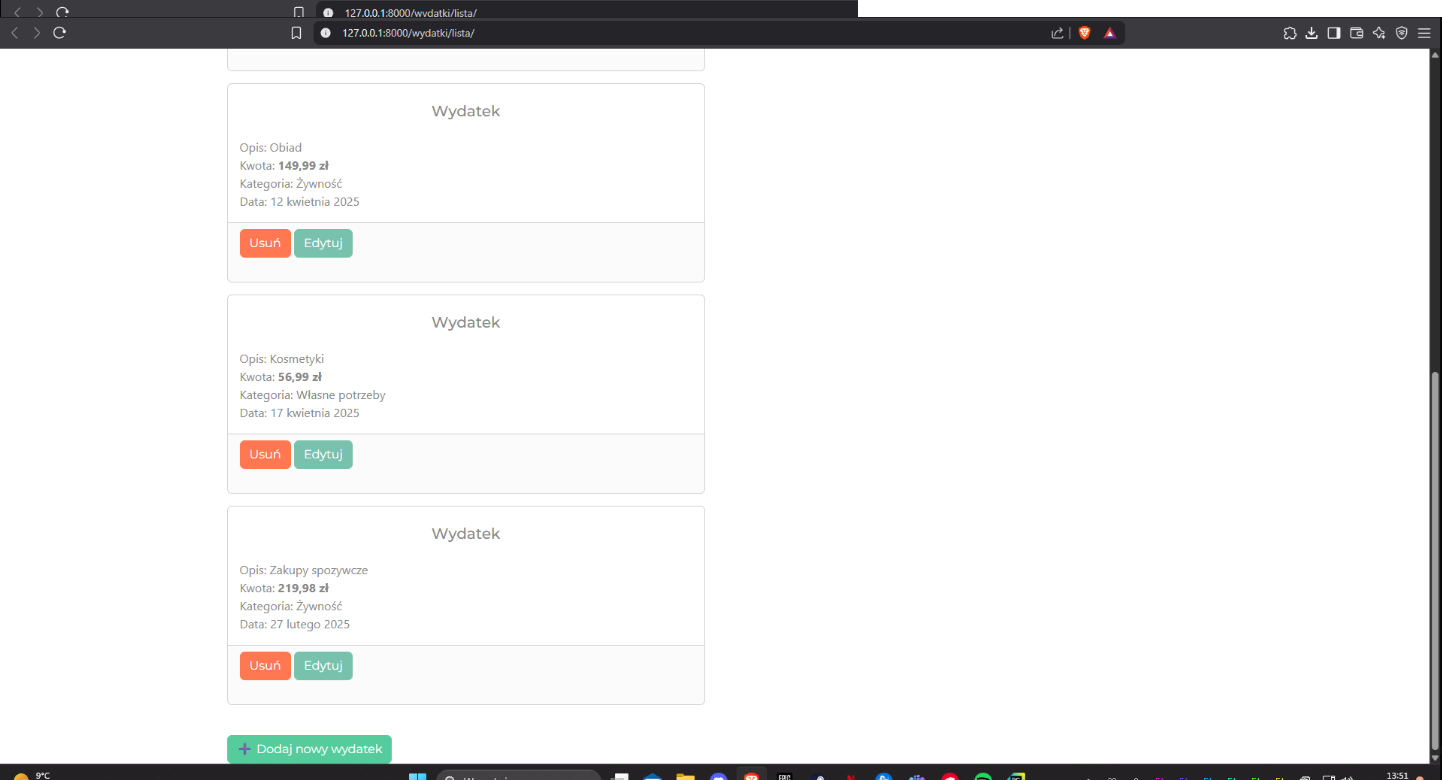 127.0.0.1:8000/wydatki/lista/
127.0.0.1:8000/wydatki/lista/
Wydatek
Opis: Obiad
Kwota: 149,99 zł
Kategoria: Żywność
Data: 12 kwietnia 2025
Usuń Edytuj
Wydatek
Opis: Kosmetyki
Kwota: 56,99 zł
Kategoria: Własne potrzeby
Data: 17 kwietnia 2025
Usuń Edytuj
Wydatek
Opis: Zakupy spozywcze
Kwota: 219,98 zł
Kategoria: Żywność
Data: 27 lutego 2025
Usuń Edytuj
Dodaj nowy wydatek
9°C
13:51